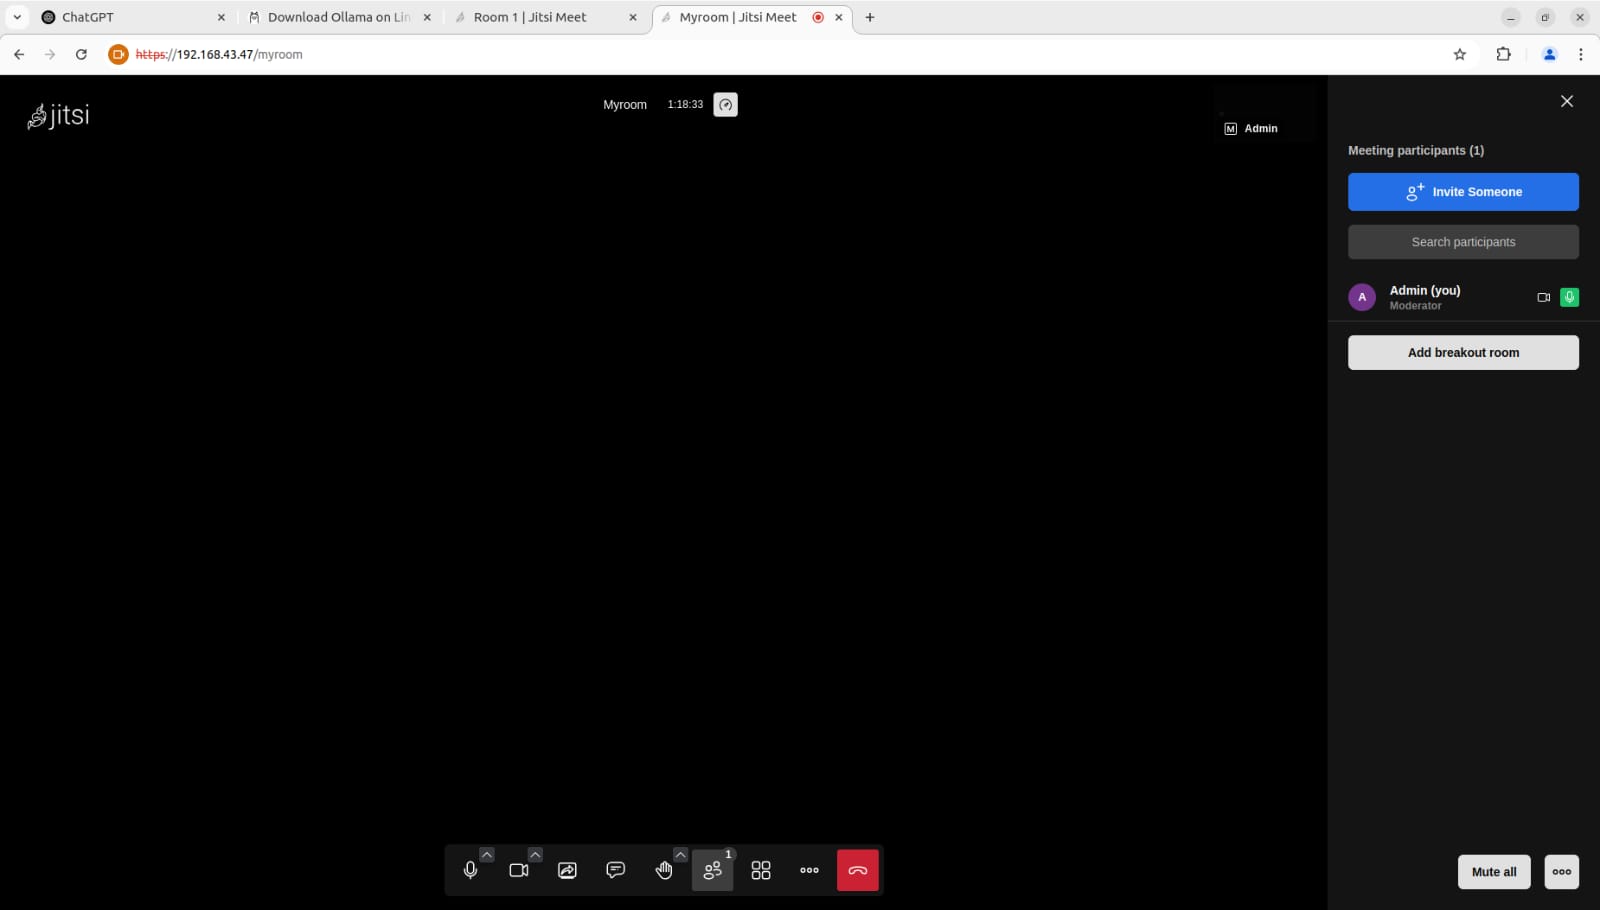 ChatGPT
Download Ollama on Lin
Room 1 | Jitsi Meet
Myroom | Jitsi Meet
https://192.168.43.47/myroom
jitsi
Myroom 1:18:33
M Admin
Meeting participants (1)
Invite Someone
Search participants
A
Admin (you)
Moderator
Add breakout room
1
Mute all